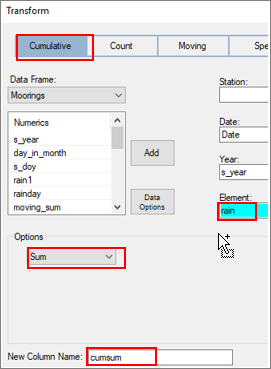 Transform
Cumulative Count Moving Spe
Data Frame: Station:
Moorings
Numerics Date:
s_year Date
day_in_month
s_doy Add Year:
rain1 s_year
rainday
moving_sum Data Options Element:
rain
Options
Sum
New Column Name: cumsum